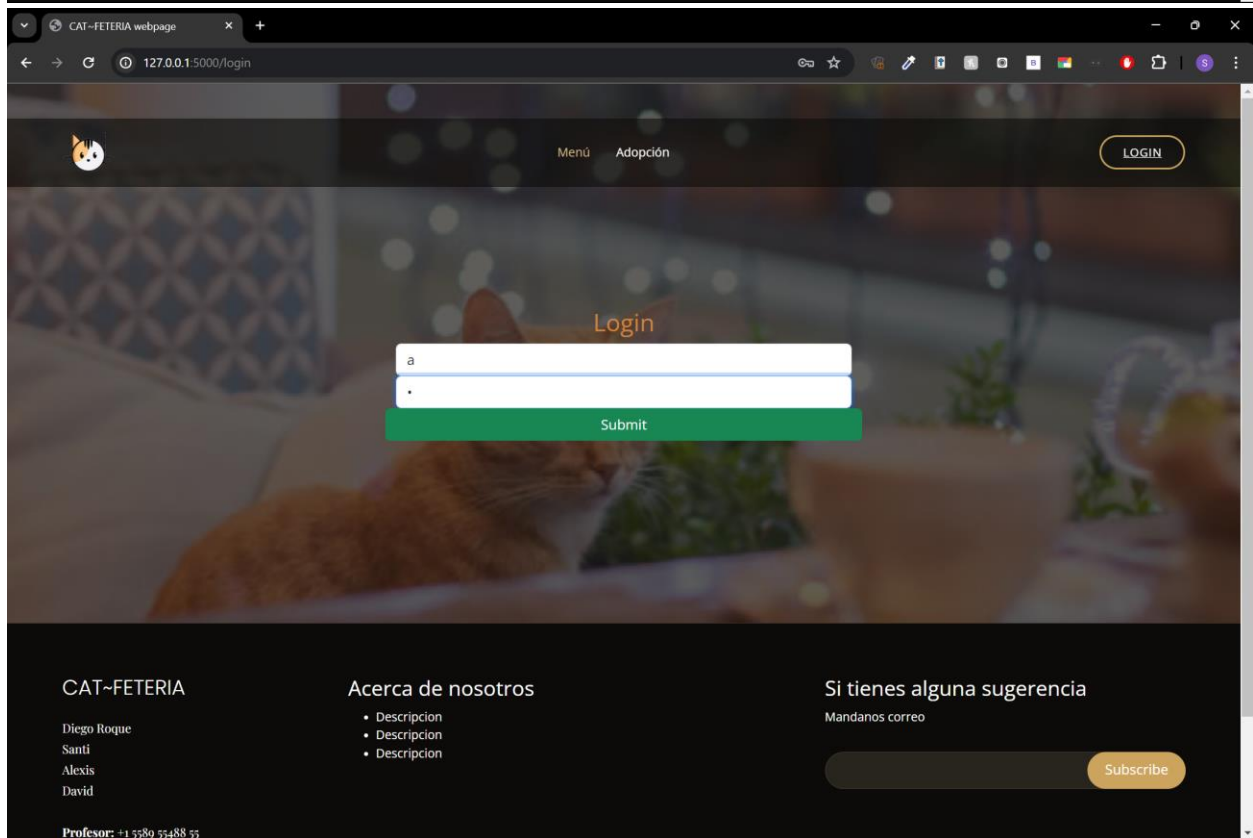 CAT~FETERIA webpage
127.0.0.1:5000/login
S
Menú Adopción
LOGIN
Login
a
•
Submit
CAT~FETERIA
Diego Roque
Santi
Alexis
David
Profesor: +1 5589 55488 55
Acerca de nosotros
• Descripcion
• Descripcion
• Descripcion
Si tienes alguna sugerencia
Mandanos correo
Subscribe